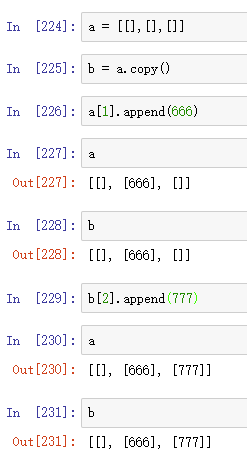 In [224]: a = [[],[],[]]
In [225]: b = a.copy()
In [226]: a[1].append(666)
In [227]: a
Out[227]: [[], [666], []]
In [228]: b
Out[228]: [[], [666], []]
In [229]: b[2].append(777)
In [230]: a
Out[230]: [[], [666], [777]]
In [231]: b
Out[231]: [[], [666], [777]]